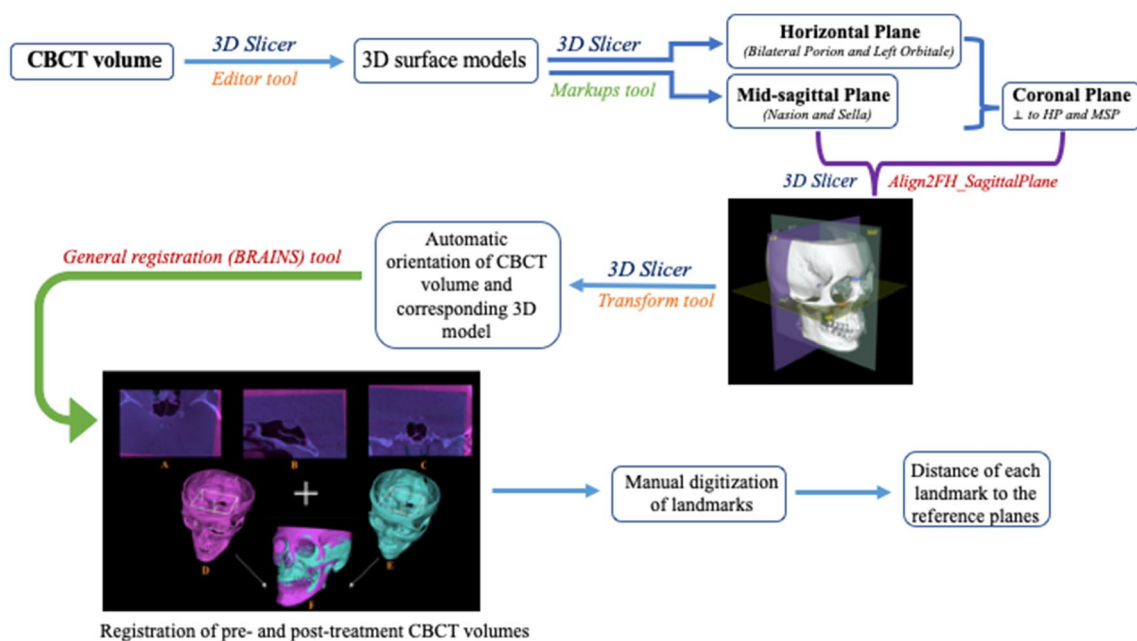 CBCT volume
3D Slicer
Editor tool
3D surface models
3D Slicer
Markups tool
Horizontal Plane
(Bilateral Porion and Left Orbitale)
Mid-sagittal Plane
(Nasion and Sella)
Coronal Plane
⊥ to HP and MSP
3D Slicer
Align2FH_SagittalPlane
General registration (BRAINS) tool
Automatic
orientation of CBCT
volume and
corresponding 3D
model
3D Slicer
Transform tool
A
B
C
+
D
E
F
Manual digitization
of landmarks
Distance of each
landmark to the
reference planes
Registration of pre- and post-treatment CBCT volumes